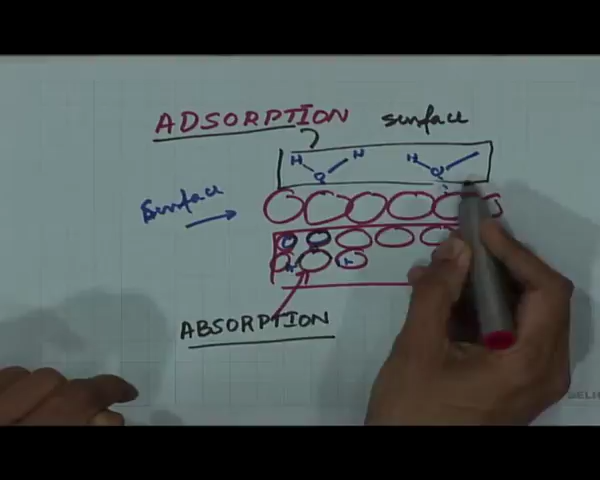 ADSORPTION
surface
H H H
O O
Surface
ABSORPTION